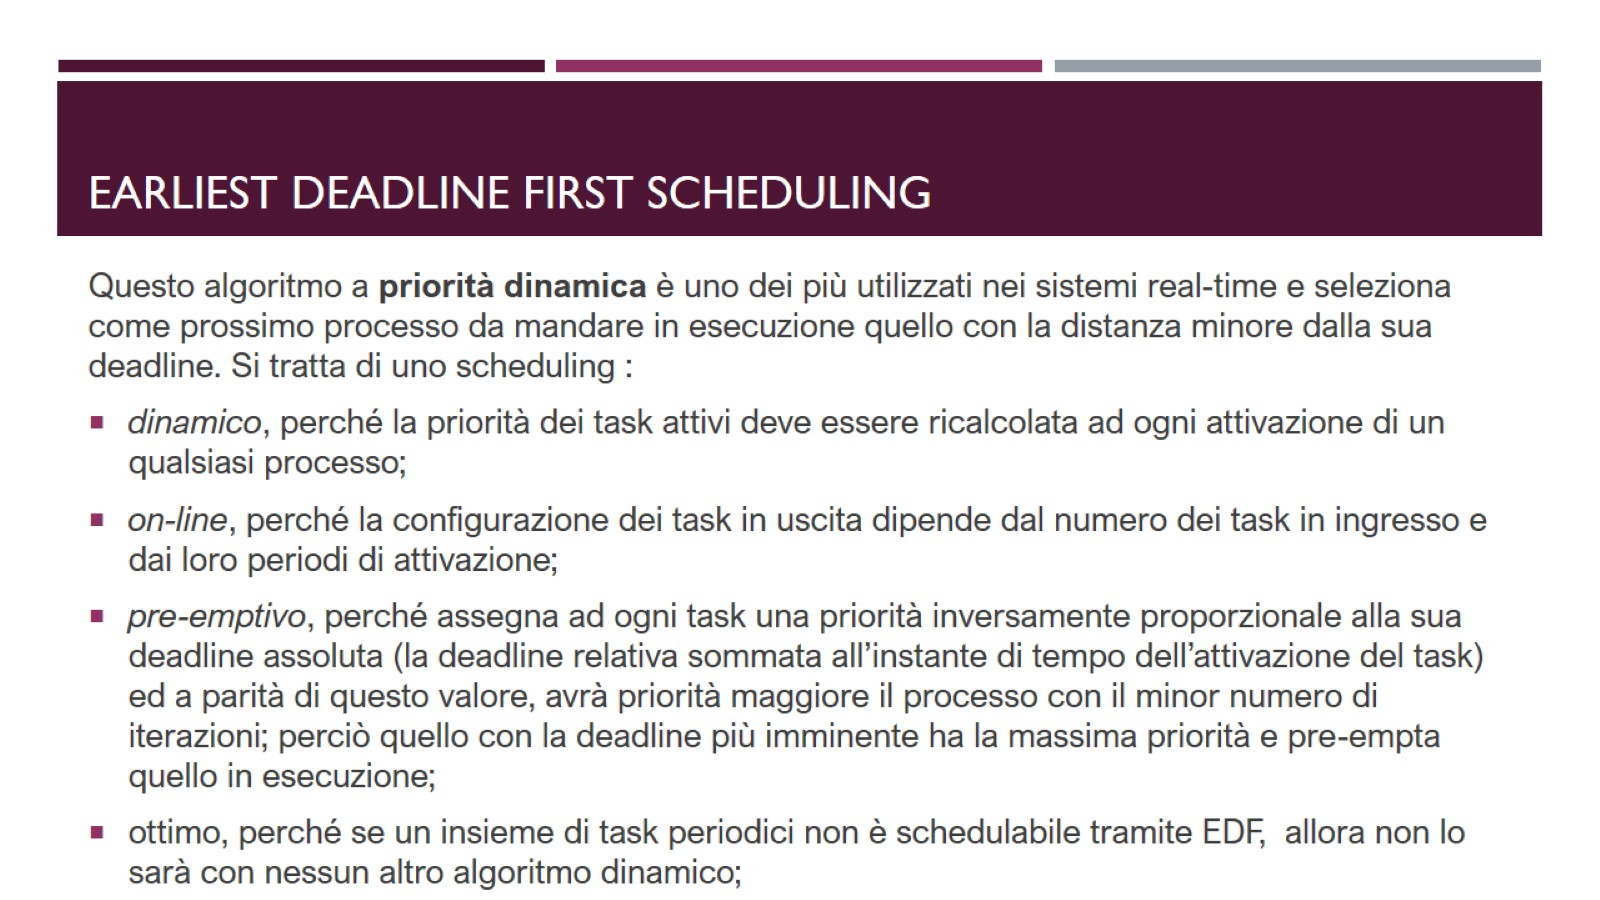 EARLIEST DEADLINE FIRST SCHEDULING
Questo algoritmo a priorità dinamica è uno dei più utilizzati nei sistemi real-time e seleziona
come prossimo processo da mandare in esecuzione quello con la distanza minore dalla sua
deadline. Si tratta di uno scheduling :
dinamico, perché la priorità dei task attivi deve essere ricalcolata ad ogni attivazione di un
qualsiasi processo;
on-line, perché la configurazione dei task in uscita dipende dal numero dei task in ingresso e
dai loro periodi di attivazione;
pre-emptivo, perché assegna ad ogni task una priorità inversamente proporzionale alla sua
deadline assoluta (la deadline relativa sommata all’instante di tempo dell’attivazione del task)
ed a parità di questo valore, avrà priorità maggiore il processo con il minor numero di
iterazioni; perciò quello con la deadline più imminente ha la massima priorità e pre-empta
quello in esecuzione;
ottimo, perché se un insieme di task periodici non è schedulabile tramite EDF,  allora non lo
sarà con nessun altro algoritmo dinamico;